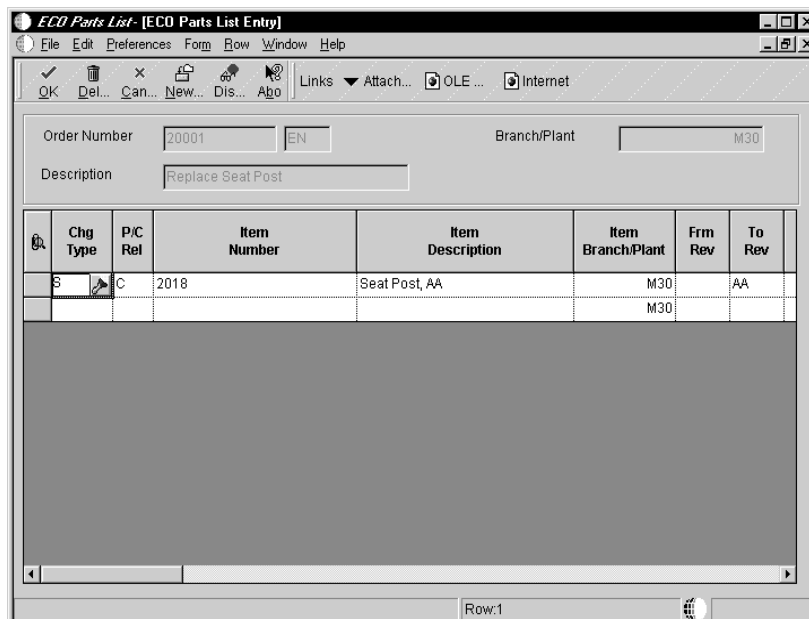 ECO Parts List - [ECO Parts List Entry]
File Edit Preferences Form Row Window Help
OK Del... Can... New... Dis... Abo Links Attach... OLE ... Internet
Order Number 20001 EN Branch/Plant M30
Description Replace Seat Post
Chg Type P/C Rel Item Number Item Description Item Branch/Plant Frm Rev To Rev
S C 2018 Seat Post, AA M30 AA
M30
Row:1